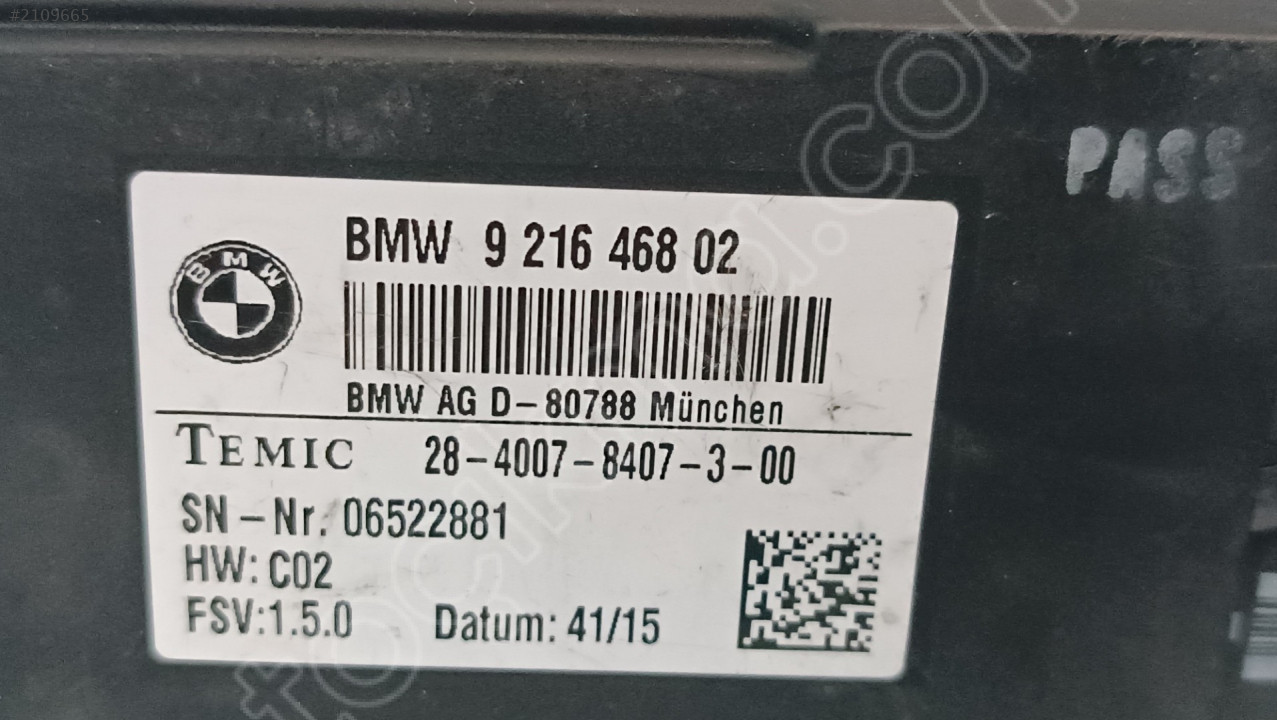 #2109665
PASS
BMW
BMW 9 216 468 02
BMW AG D-80788 München
TEMIC 28-4007-8407-3-00
SN-Nr. 06522881
HW: C02
FSV:1.5.0 Datum: 41/15